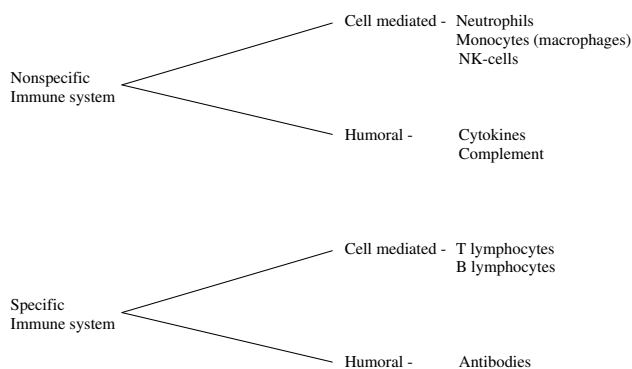 Cell mediated - Neutrophils
Monocytes (macrophages)
NK-cells
Nonspecific
Immune system
Humoral - Cytokines
Complement
Cell mediated - T lymphocytes
B lymphocytes
Specific
Immune system
Humoral - Antibodies